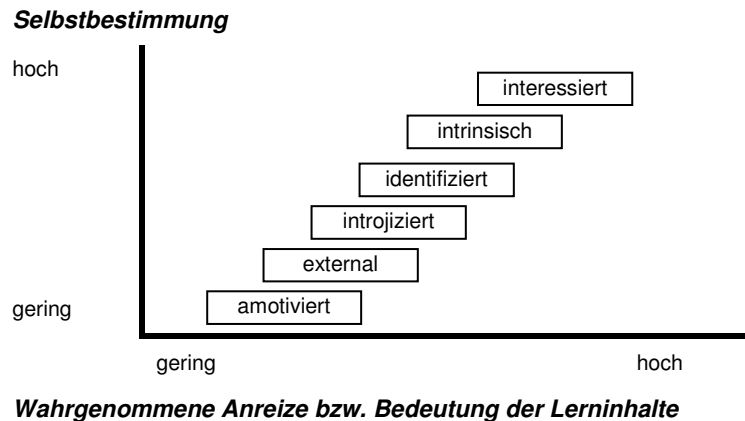 Selbstbestimmung
hoch
interessiert
intrinsisch
identifiziert
introjiziert
external
gering
amotiviert
gering hoch
Wahrgenommene Anreize bzw. Bedeutung der Lerninhalte